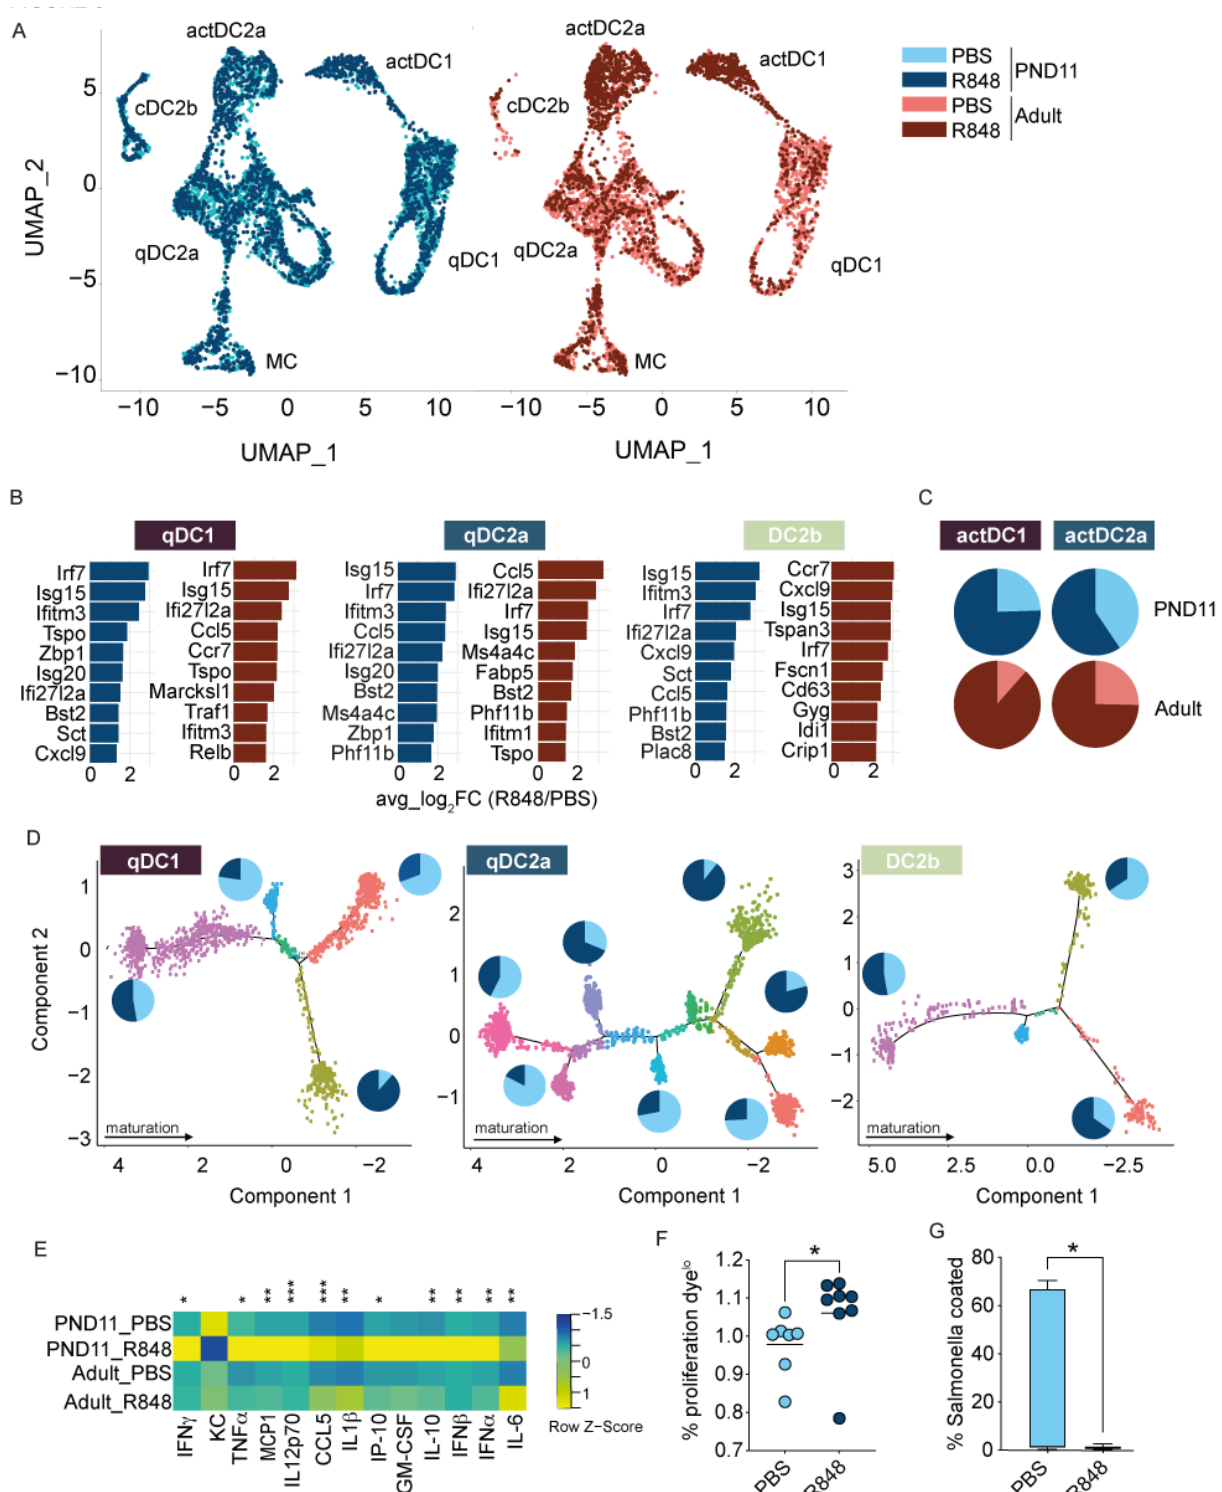 A
actDC2a
actDC1
cDC2b
qDC2a
qDC1
MC
actDC2a
actDC1
cDC2b
qDC2a
qDC1
MC
PBS
R848
PND11
PBS
R848
Adult
UMAP_2
5
0
−5
−10
−10 −5 0 5 10
−10 −5 0 5 10
UMAP_1
UMAP_1
B
qDC1
Irf7
Isg15
Ifitm3
Tspo
Zbp1
Isg20
Ifi27l2a
Bst2
Sct
Cxcl9
0 2
Irf7
Isg15
Ifi27l2a
Ccl5
Ccr7
Tspo
Marcksl1
Traf1
Ifitm3
Relb
0 2
qDC2a
Isg15
Irf7
Ifitm3
Ccl5
Ifi27l2a
Isg20
Bst2
Ms4a4c
Zbp1
Phf11b
0 2
Ccl5
Ifi27l2a
Irf7
Isg15
Ms4a4c
Fabp5
Bst2
Phf11b
Ifitm1
Tspo
0 2
DC2b
Isg15
Ifitm3
Irf7
Ifi27l2a
Cxcl9
Sct
Ccl5
Phf11b
Bst2
Plac8
0 2
Ccr7
Cxcl9
Isg15
Tspan3
Irf7
Fscn1
Cd63
Gyg
Idi1
Crip1
0 2
avg_log2FC (R848/PBS)
C
actDC1 actDC2a
PND11
Adult
D
qDC1
Component 2
1
0
−1
−2
−3
maturation
4 2 0 −2
Component 1
qDC2a
2
1
0
−1
maturation
4 2 0 −2
Component 1
DC2b
3
2
1
0
−1
−2
maturation
5.0 2.5 0.0 −2.5
Component 1
E
* * ** *** *** ** * ** ** ** **
PND11_PBS
PND11_R848
Adult_PBS
Adult_R848
IFNγ
KC
TNFα
MCP1
IL12p70
CCL5
IL1β
IP-10
GM-CSF
IL-10
IFNβ
IFNα
IL-6
−1.5
0
1
Row Z−Score
F
% proliferation dyelo
1.2
1.1
1.0
0.9
0.8
0.7
*
PBS
R848
G
% Salmonella coated
80
60
40
20
0
*
PBS
R848